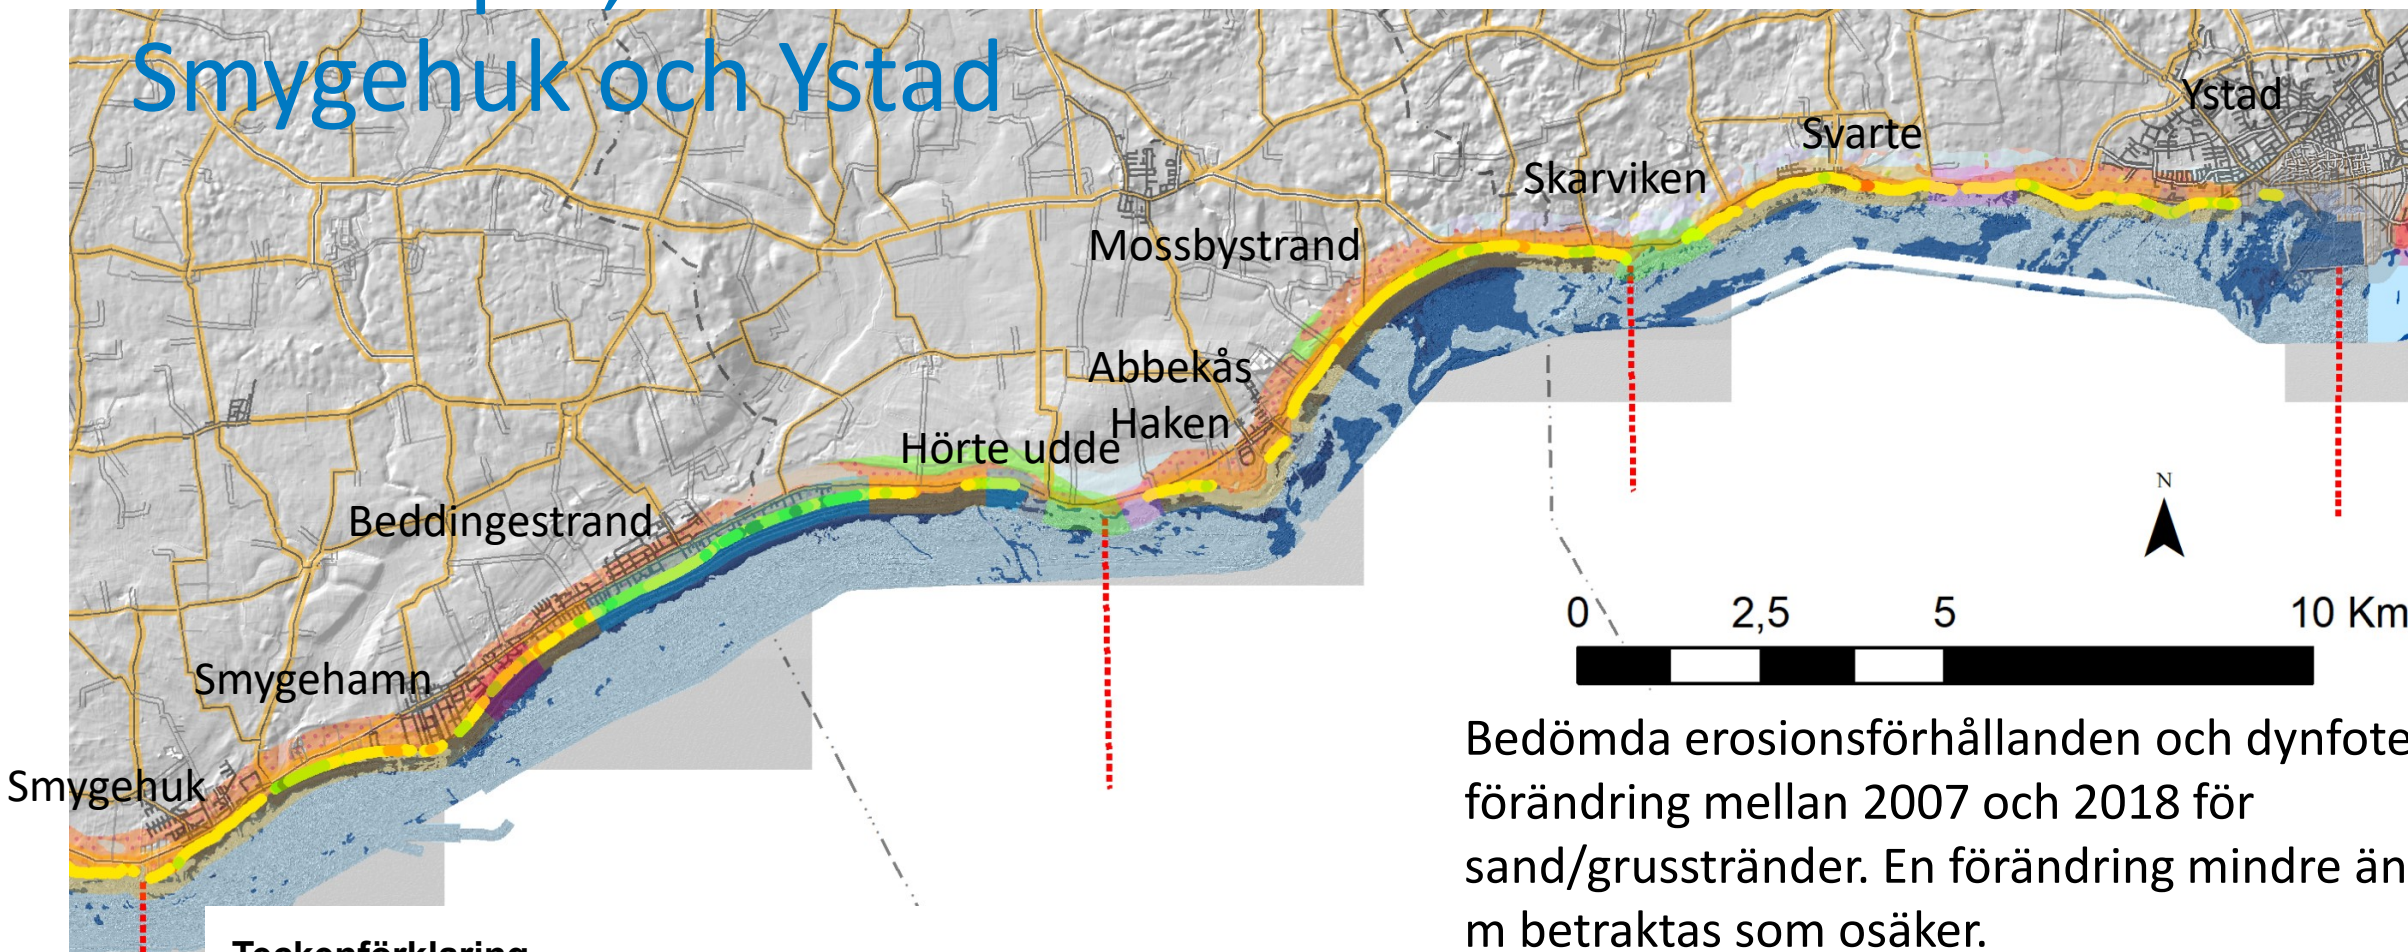 Smygehuk och Ystad
Ystad
Svarte
Skarviken
Mossbystrand
Abbekås
Haken
Hörte udde
Beddingestrand
Smygehamn
Smygehuk
N
0 2,5 5 10 Km
Bedömda erosionsförhållanden och dynfote
förändring mellan 2007 och 2018 för
sand/grusstränder. En förändring mindre än
m betraktas som osäker.
Teckenförklaring